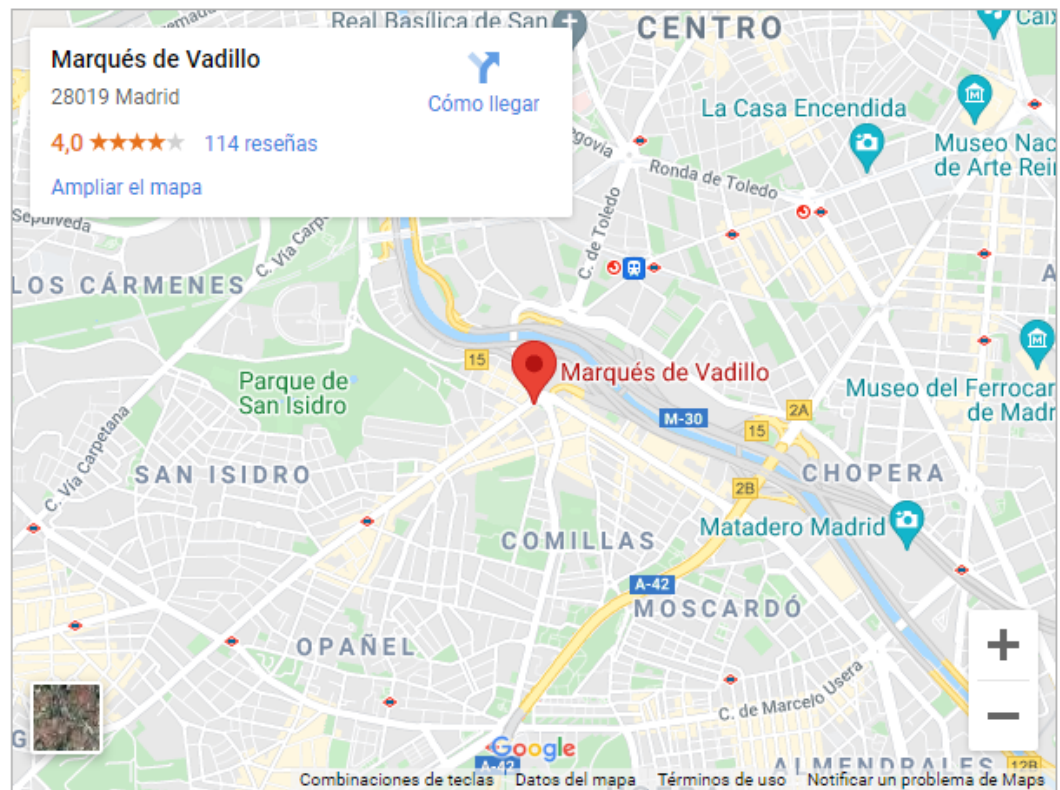 Real Basílica de San
CENTRO
Marqués de Vadillo
28019 Madrid
4,0
114 reseñas
Ampliar el mapa
Cómo llegar
La Casa Encendida
Museo Nac
de Arte Rei
Ronda de Toledo
C. de Toledo
Sepúlveda
C. Vía Carp
LOS CÁRMENES
15
Marqués de Vadillo
Parque de
San Isidro
Museo del Ferrocar
de Madr
M-30
2A
15
C. Vía Carpetana
SAN ISIDRO
CHOPERA
2B
Matadero Madrid
COMILLAS
A-42
MOSCARDÓ
OPAÑEL
C. de Marcelo Usera
Google
A-42
ALMENDRALES
12B
Combinaciones de teclas
Datos del mapa
Términos de uso
Notificar un problema de Maps